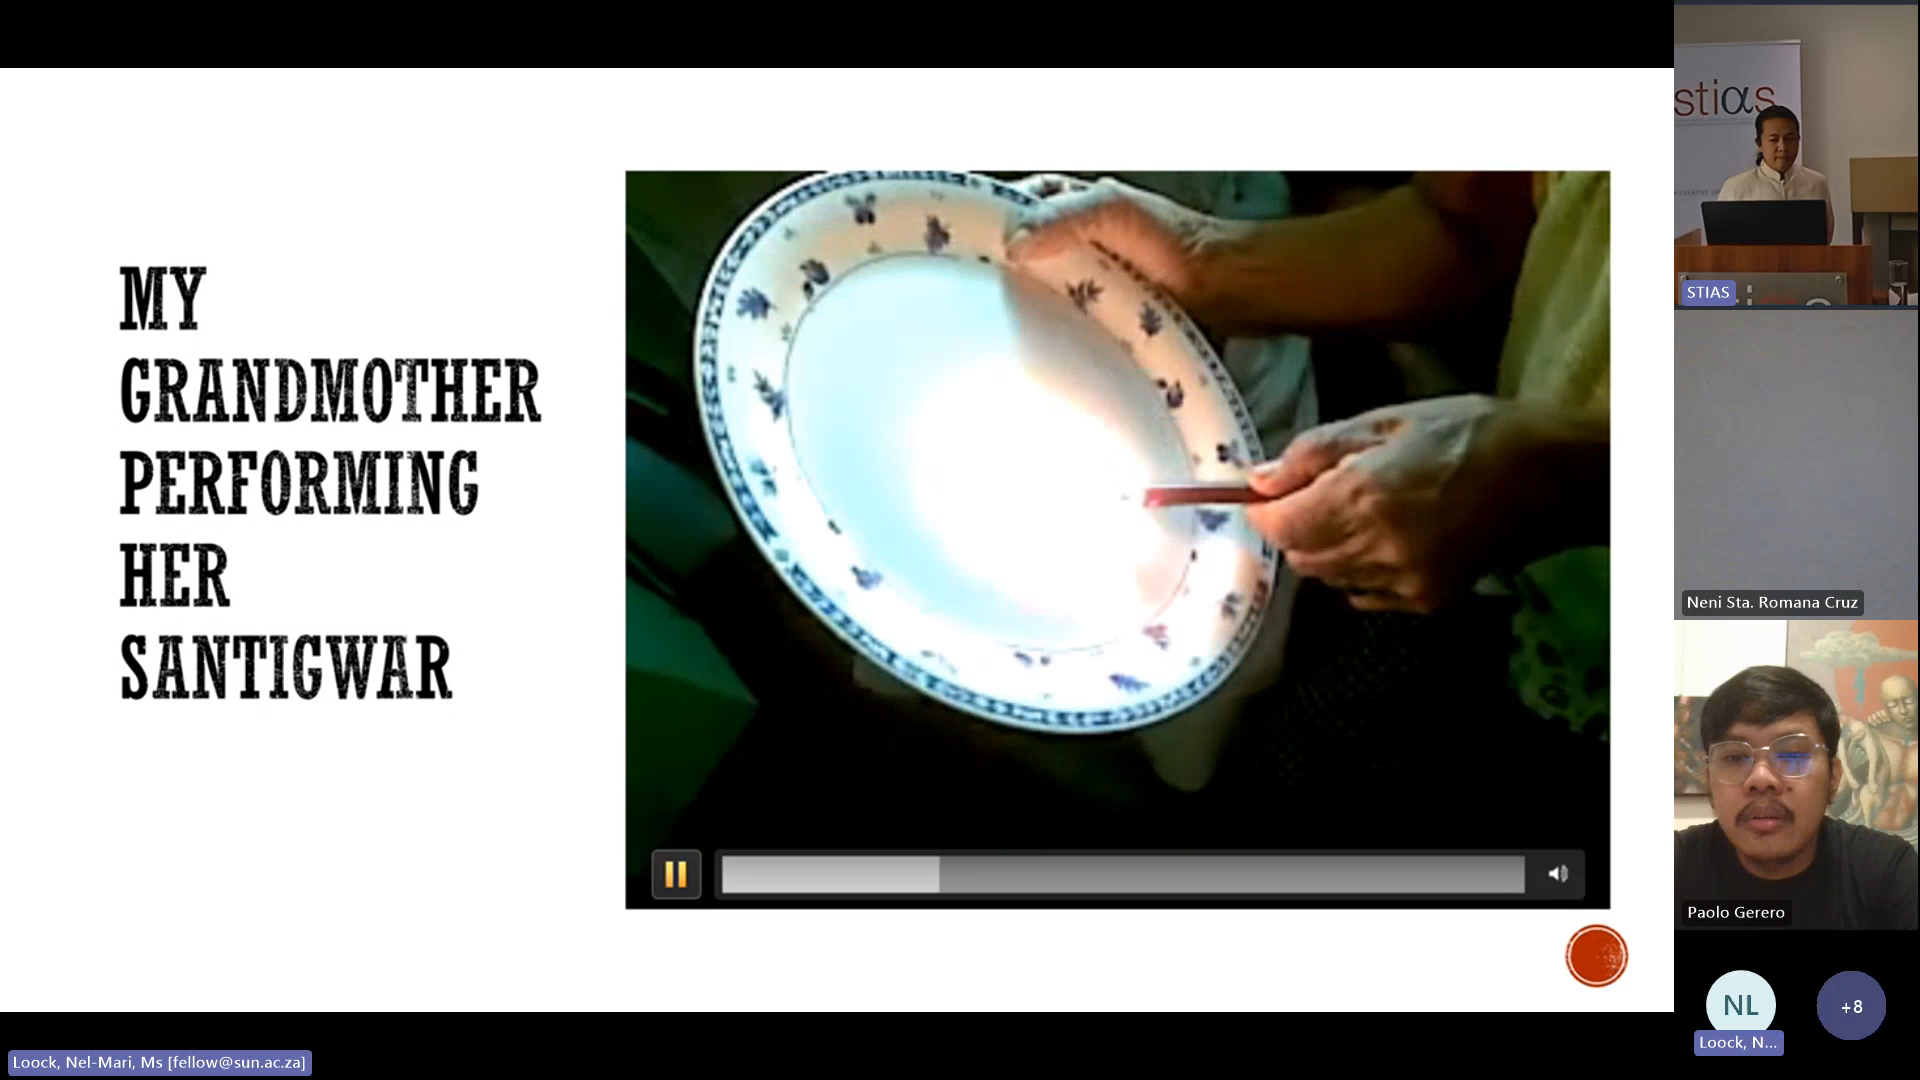 MY
GRANDMOTHER
PERFORMING
HER
SANTIGWAR
stiαs
STIAS
Neni Sta. Romana Cruz
Paolo Gerero
NL
+8
Loock, N...
Loock, Nel-Mari, Ms [fellow@sun.ac.za]